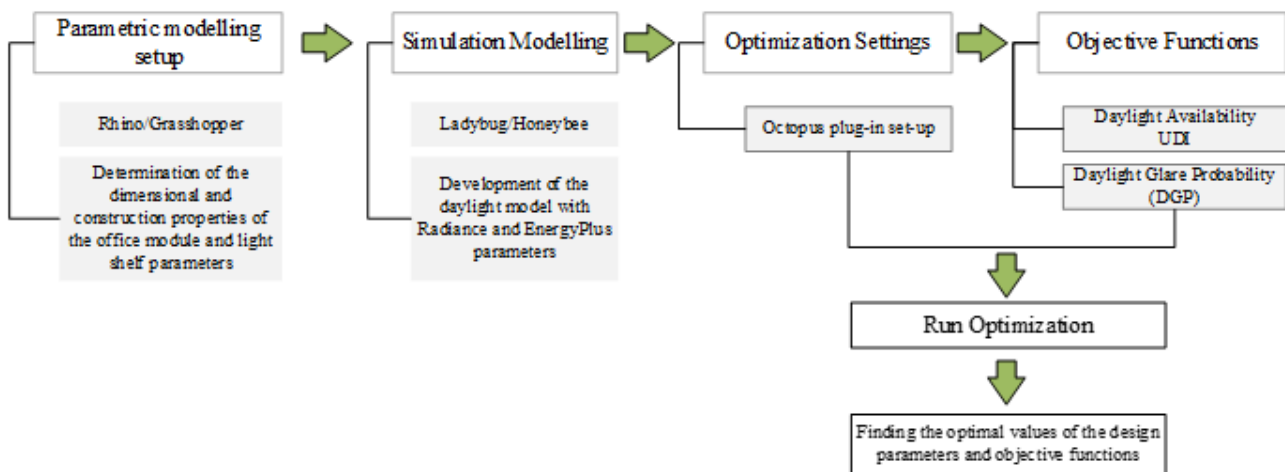 Parametric modelling
setup
Simulation Modelling
Optimization Settings
Objective Functions
Rhino/Grasshopper
Determination of the
dimensional and
construction properties of
the office module and light
shelf parameters
Ladybug/Honeybee
Development of the
daylight model with
Radiance and EnergyPlus
parameters
Octopus plug-in set-up
Daylight Availability
UDI
Daylight Glare Probability
(DGP)
Run Optimization
Finding the optimal values of the design
parameters and objective functions